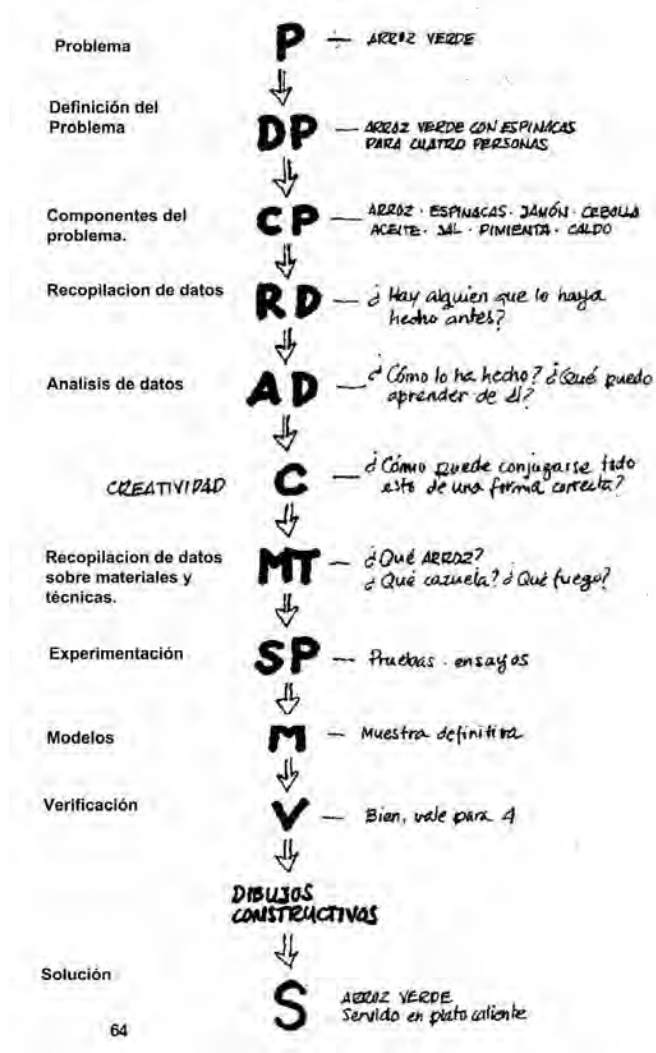 Problema P — ARROZ VERDE
Definición del
Problema DP — ARROZ VERDE CON ESPINACAS
PARA CUATRO PERSONAS
Componentes del
problema. CP — ARROZ · ESPINACAS · JAMÓN · CEBOLLA
ACEITE · SAL · PIMIENTA · CALDO
Recopilacion de datos RD — ¿Hay alguien que lo haya
hecho antes?
Analisis de datos AD — ¿Cómo lo ha hecho? ¿Qué puedo
aprender de él?
CREATIVIDAD C — ¿Cómo puede conjugarse todo
esto de una forma correcta?
Recopilacion de datos
sobre materiales y
técnicas.
MT — ¿Qué ARROZ?
¿Qué cazuela? ¿Qué fuego?
Experimentación SP — Pruebas · ensayos
Modelos M — Muestra definitiva
Verificación V — Bien, vale para 4
DIBUJOS
CONSTRUCTIVOS
Solución S ARROZ VERDE
Servido en plato caliente
64